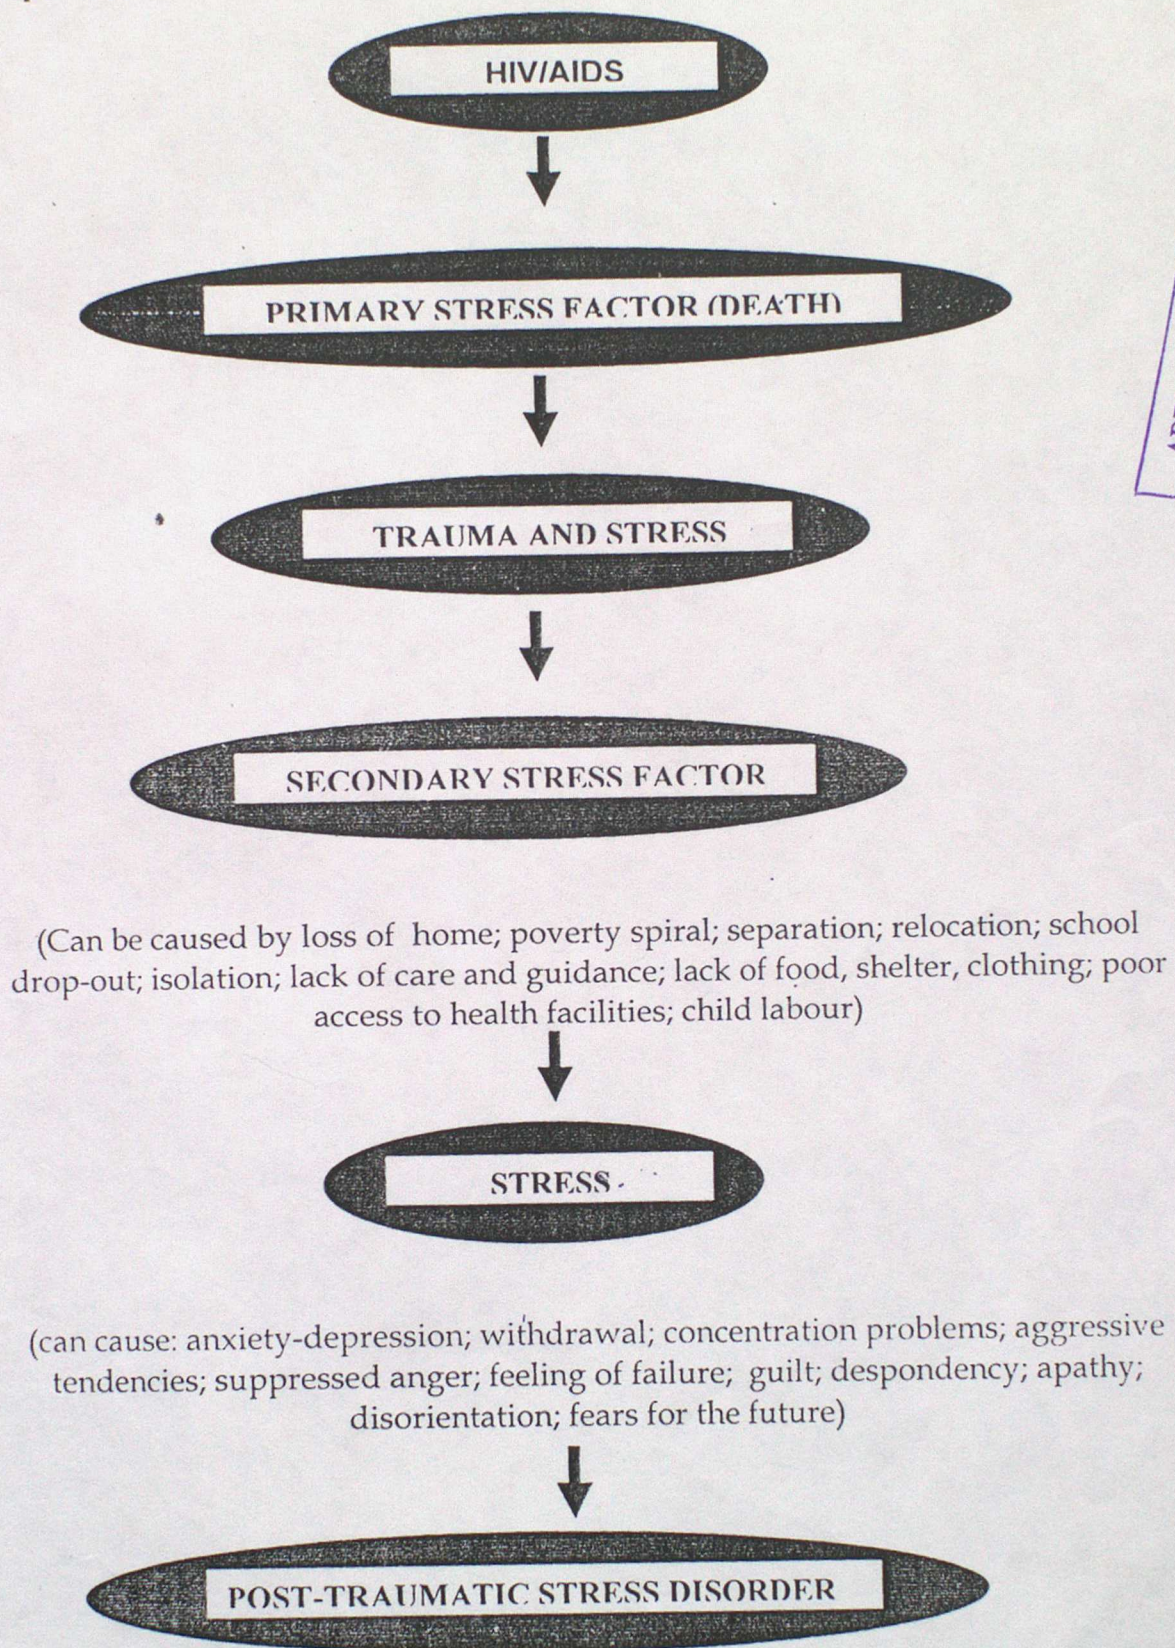 HIV/AIDS
PRIMARY STRESS FACTOR (DEATH)
TRAUMA AND STRESS
SECONDARY STRESS FACTOR
(Can be caused by loss of home; poverty spiral; separation; relocation; school
drop-out; isolation; lack of care and guidance; lack of food, shelter, clothing; poor
access to health facilities; child labour)
STRESS
(can cause: anxiety-depression; withdrawal; concentration problems; aggressive
tendencies; suppressed anger; feeling of failure; guilt; despondency; apathy;
disorientation; fears for the future)
POST-TRAUMATIC STRESS DISORDER